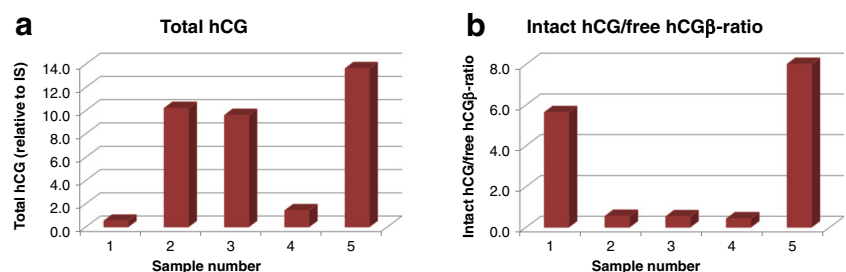 a
Total hCG
Total hCG (relative to IS)
14.0
12.0
10.0
8.0
6.0
4.0
2.0
0.0
1 2 3 4 5
Sample number
b
Intact hCG/free hCGβ-ratio
Intact hCG/free hCGβ-ratio
8.0
6.0
4.0
2.0
0.0
1 2 3 4 5
Sample number